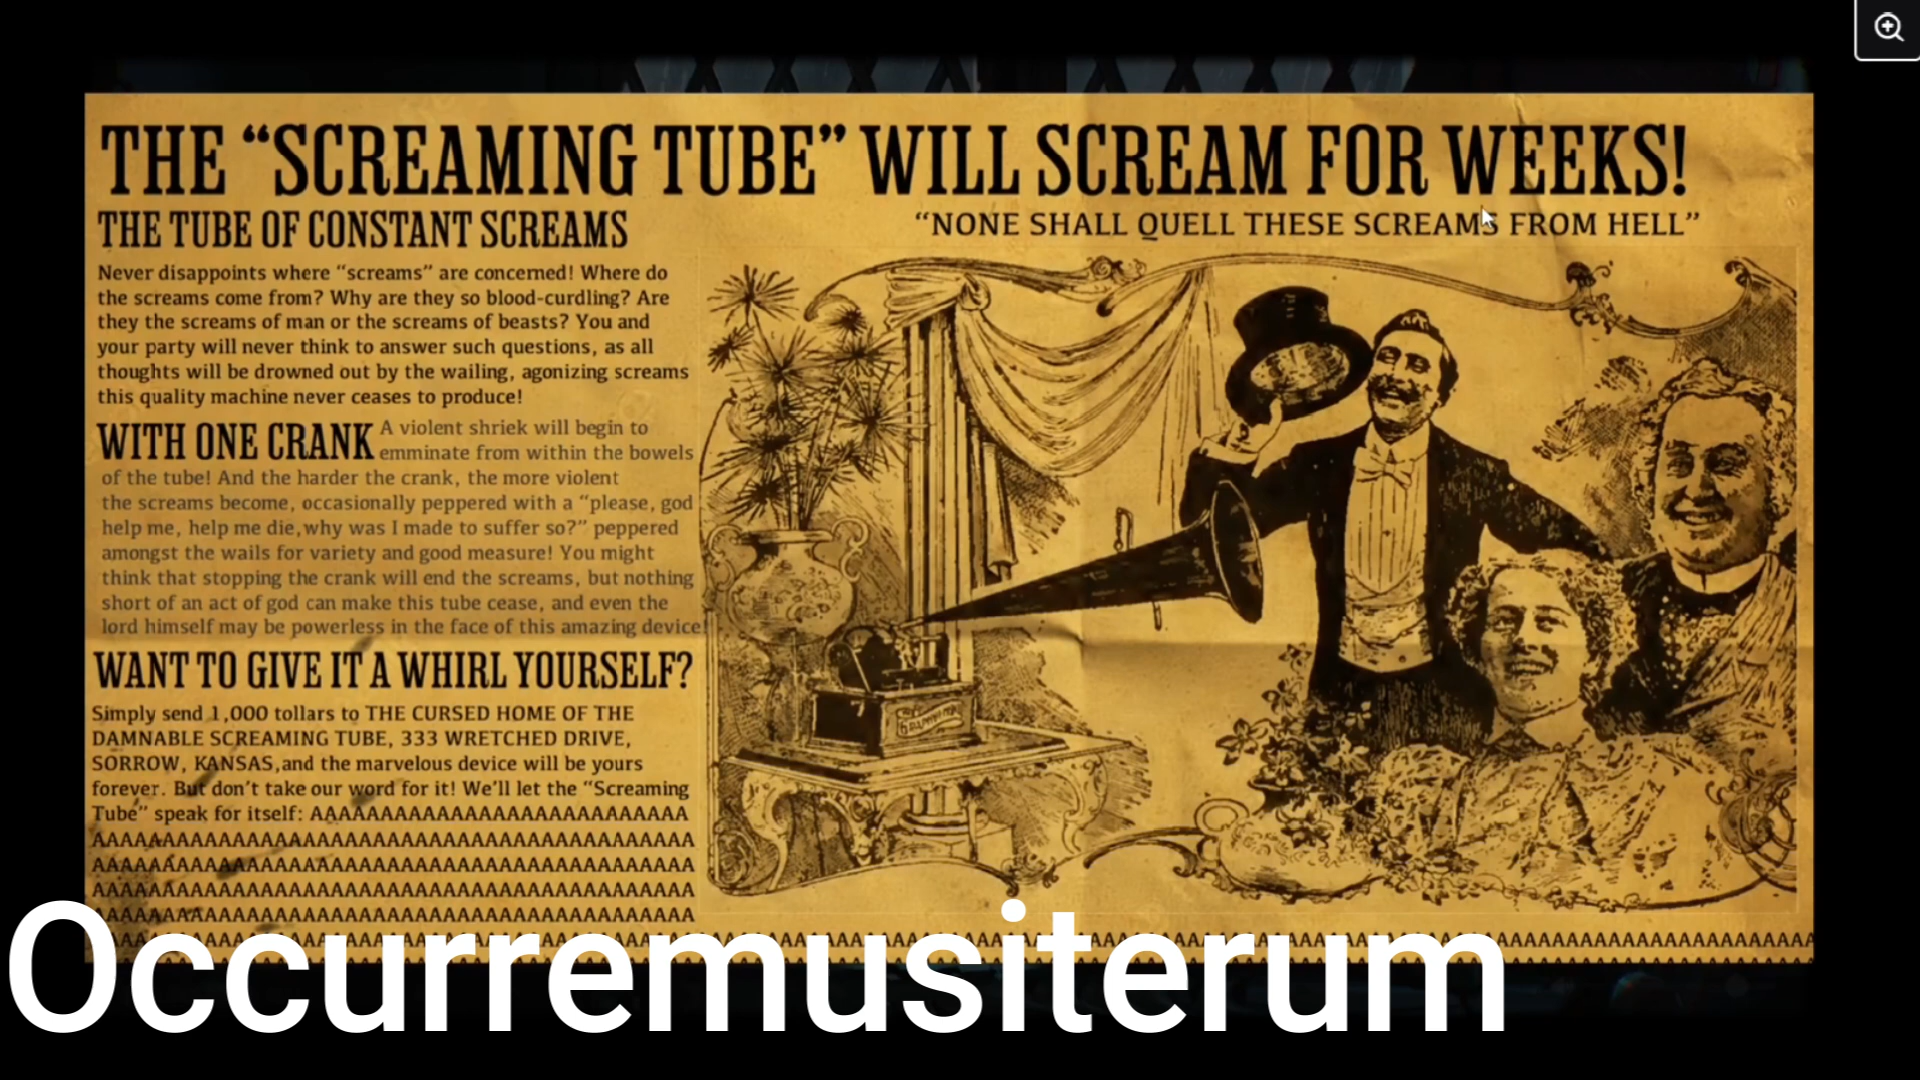 THE “SCREAMING TUBE” WILL SCREAM FOR WEEKS!
THE TUBE OF CONSTANT SCREAMS
“NONE SHALL QUELL THESE SCREAMS FROM HELL”
Never disappoints where “screams” are concerned! Where do
the screams come from? Why are they so blood-curdling? Are
they the screams of man or the screams of beasts? You and
your party will never think to answer such questions, as all
thoughts will be drowned out by the wailing, agonizing screams
this quality machine never ceases to produce!
WITH ONE CRANK A violent shriek will begin to
emminate from within the bowels
of the tube! And the harder the crank, the more violent
the screams become, occasionally peppered with a “please, god
help me, help me die,why was I made to suffer so?” peppered
amongst the wails for variety and good measure! You might
think that stopping the crank will end the screams, but nothing
short of an act of god can make this tube cease, and even the
lord himself may be powerless in the face of this amazing device!
WANT TO GIVE IT A WHIRL YOURSELF?
Simply send 1,000 tollars to THE CURSED HOME OF THE
DAMNABLE SCREAMING TUBE, 333 WRETCHED DRIVE,
SORROW, KANSAS,and the marvelous device will be yours
forever. But don’t take our word for it! We’ll let the “Screaming
Tube” speak for itself: AAAAAAAAAAAAAAAAAAAAAAAAAAA
AAAAAAAAAAAAAAAAAAAAAAAAAAAAAAAAAAAAAAAAAAA
AAAAAAAAAAAAAAAAAAAAAAAAAAAAAAAAAAAAAAAAAAA
AAAAAAAAAAAAAAAAAAAAAAAAAAAAAAAAAAAAAAAAAAA
AAAAAAAAAAAAAAAAAAAAAAAAAAAAAAAAAAAAAAAAAAA
Occurremusiterum